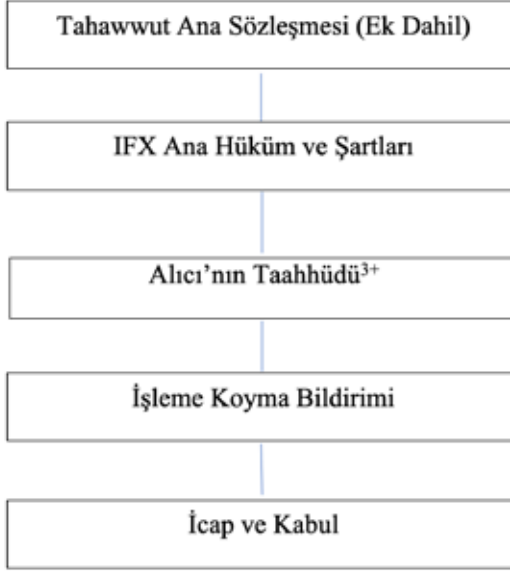 Tahawwut Ana Sözleşmesi (Ek Dahil)
IFX Ana Hüküm ve Şartları
Alıcı’nın Taahhüdü³⁺
İşleme Koyma Bildirimi
İcap ve Kabul